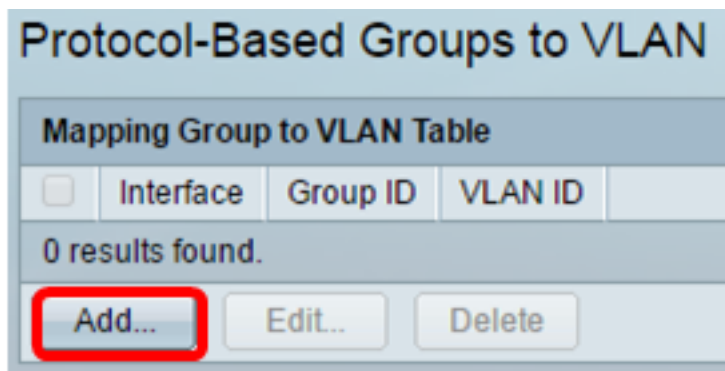 Protocol-Based Groups to VLAN
Mapping Group to VLAN Table
Interface Group ID VLAN ID
0 results found.
Add... Edit... Delete